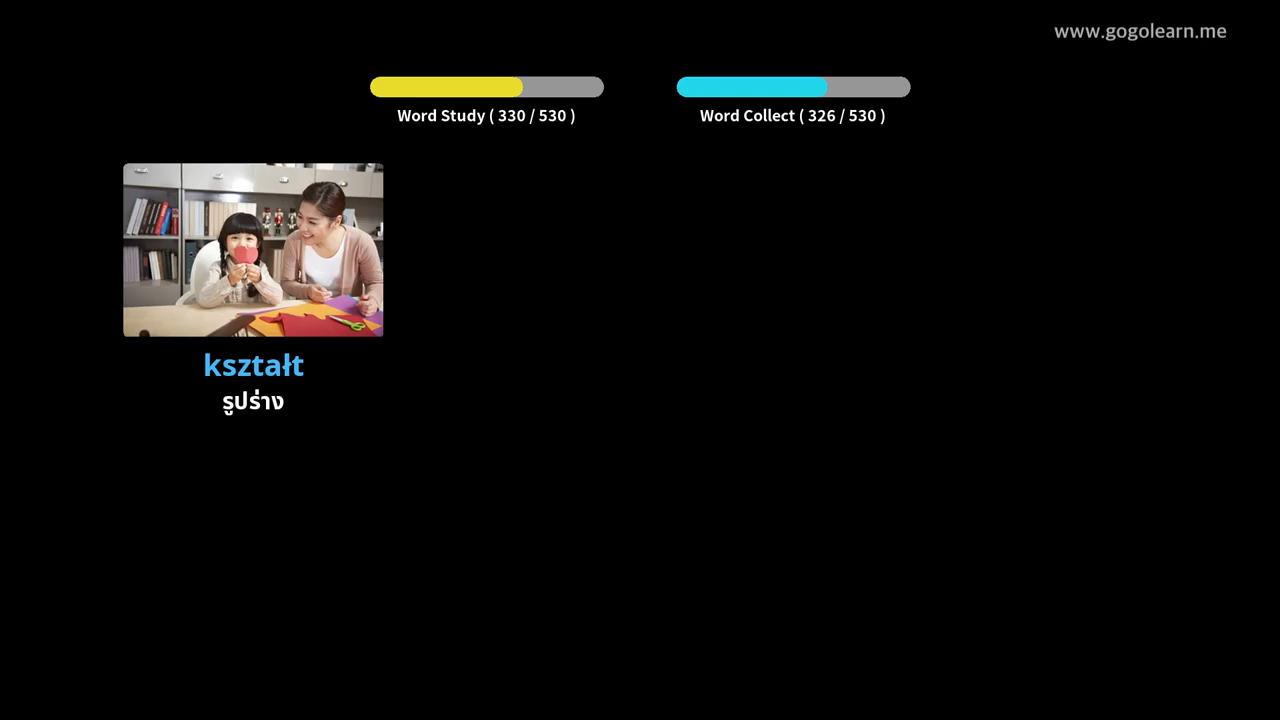 www.gogolearn.me
Word Study ( 330 / 530 )
Word Collect ( 326 / 530 )
kształt
รูปร่าง